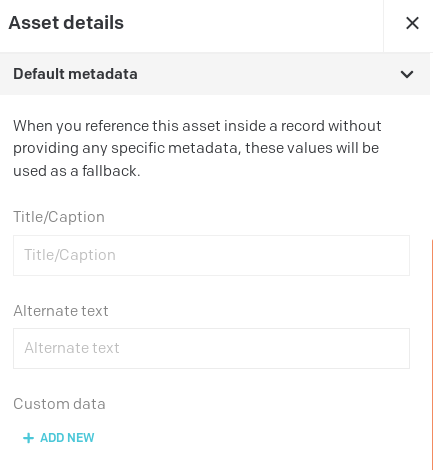 Asset details
Default metadata
When you reference this asset inside a record without
providing any specific metadata, these values will be
used as a fallback.
Title/Caption
Title/Caption
Alternate text
Alternate text
Custom data
+ ADD NEW